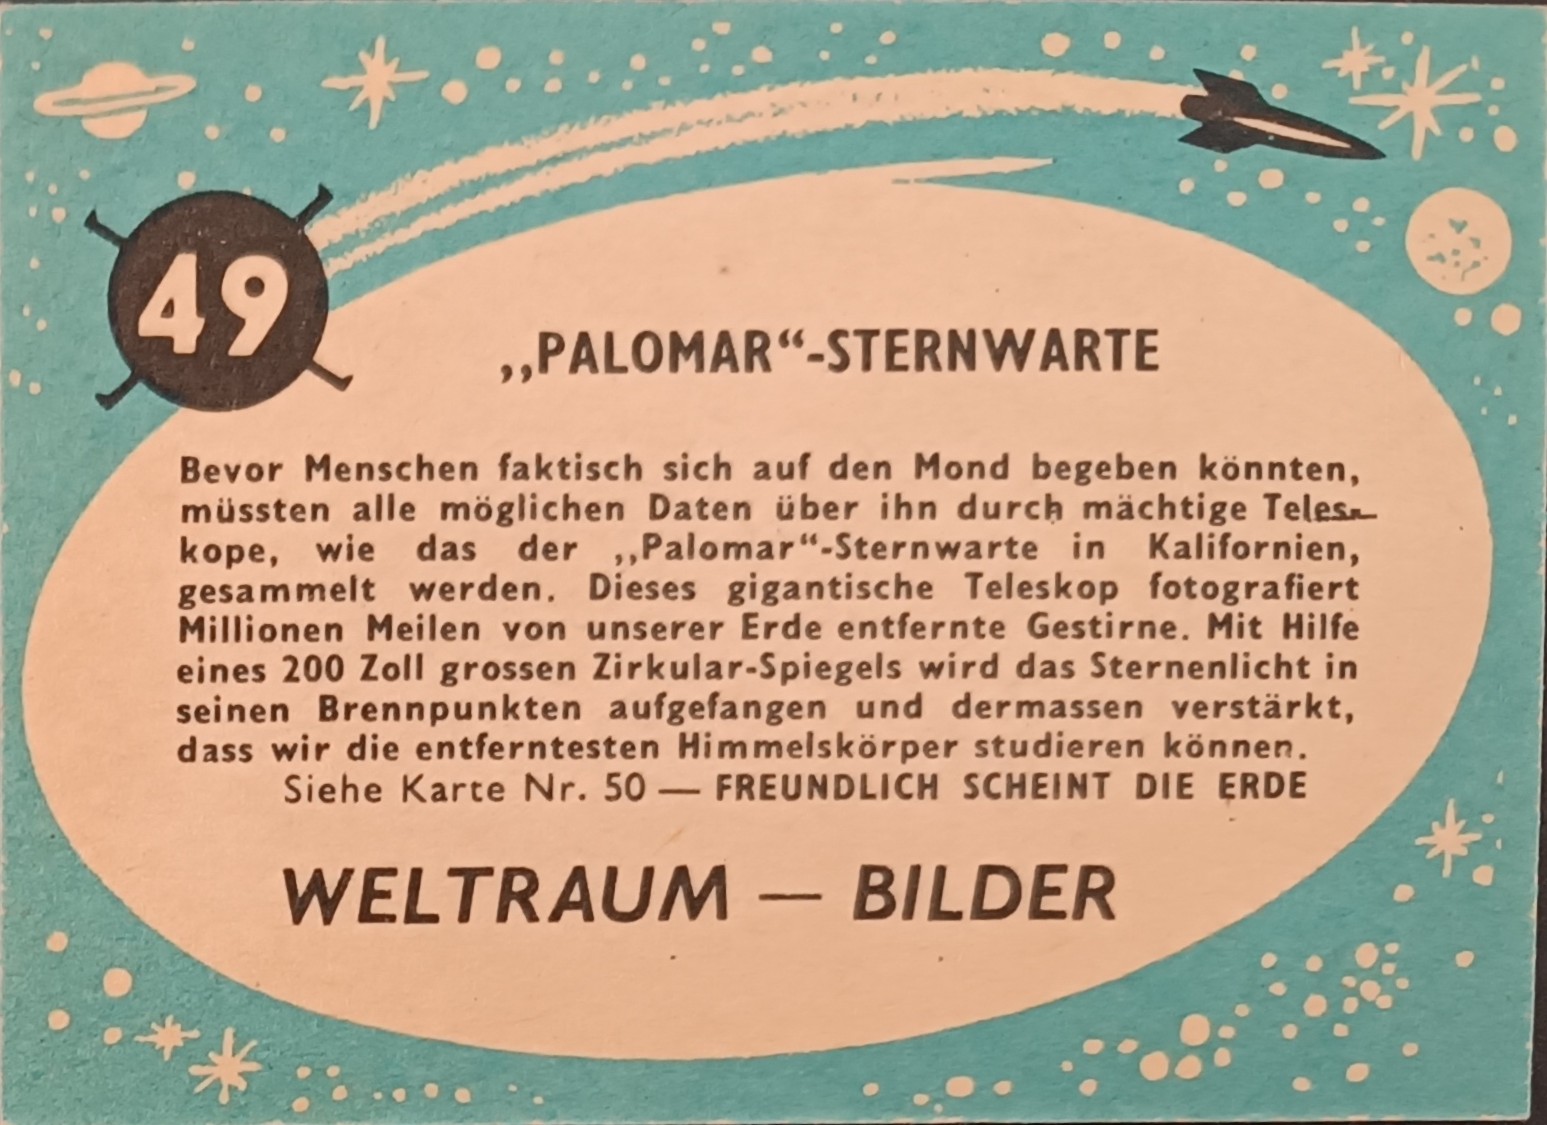 49
,,PALOMAR“-STERNWARTE
Bevor Menschen faktisch sich auf den Mond begeben könnten,
müssten alle möglichen Daten über ihn durch mächtige Teles-
kope, wie das der ,,Palomar“-Sternwarte in Kalifornien,
gesammelt werden. Dieses gigantische Teleskop fotografiert
Millionen Meilen von unserer Erde entfernte Gestirne. Mit Hilfe
eines 200 Zoll grossen Zirkular-Spiegels wird das Sternenlicht in
seinen Brennpunkten aufgefangen und dermassen verstärkt,
dass wir die entferntesten Himmelskörper studieren können.
Siehe Karte Nr. 50 — FREUNDLICH SCHEINT DIE ERDE
WELTRAUM — BILDER